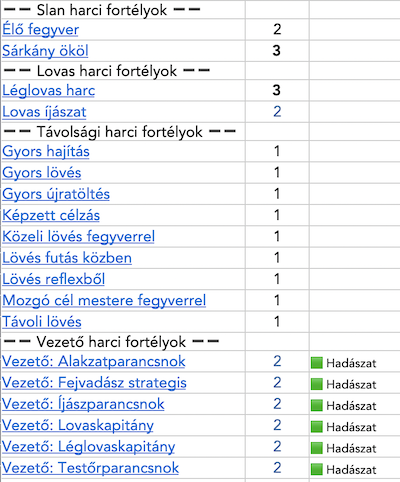 —— Slan harci fortélyok ——
Élő fegyver 2
Sárkány ököl 3
—— Lovas harci fortélyok ——
Léglovas harc 3
Lovas íjászat 2
—— Távolsági harci fortélyok ——
Gyors hajítás 1
Gyors lövés 1
Gyors újratöltés 1
Képzett célzás 1
Közeli lövés fegyverrel 1
Lövés futás közben 1
Lövés reflexből 1
Mozgó cél mestere fegyverrel 1
Távoli lövés 1
—— Vezető harci fortélyok ——
Vezető: Alakzatparancsnok 2 Hadászat
Vezető: Fejvadász strategis 2 Hadászat
Vezető: Íjászparancsnok 2 Hadászat
Vezető: Lovaskapitány 2 Hadászat
Vezető: Léglovaskapitány 2 Hadászat
Vezető: Testőrparancsnok 2 Hadászat